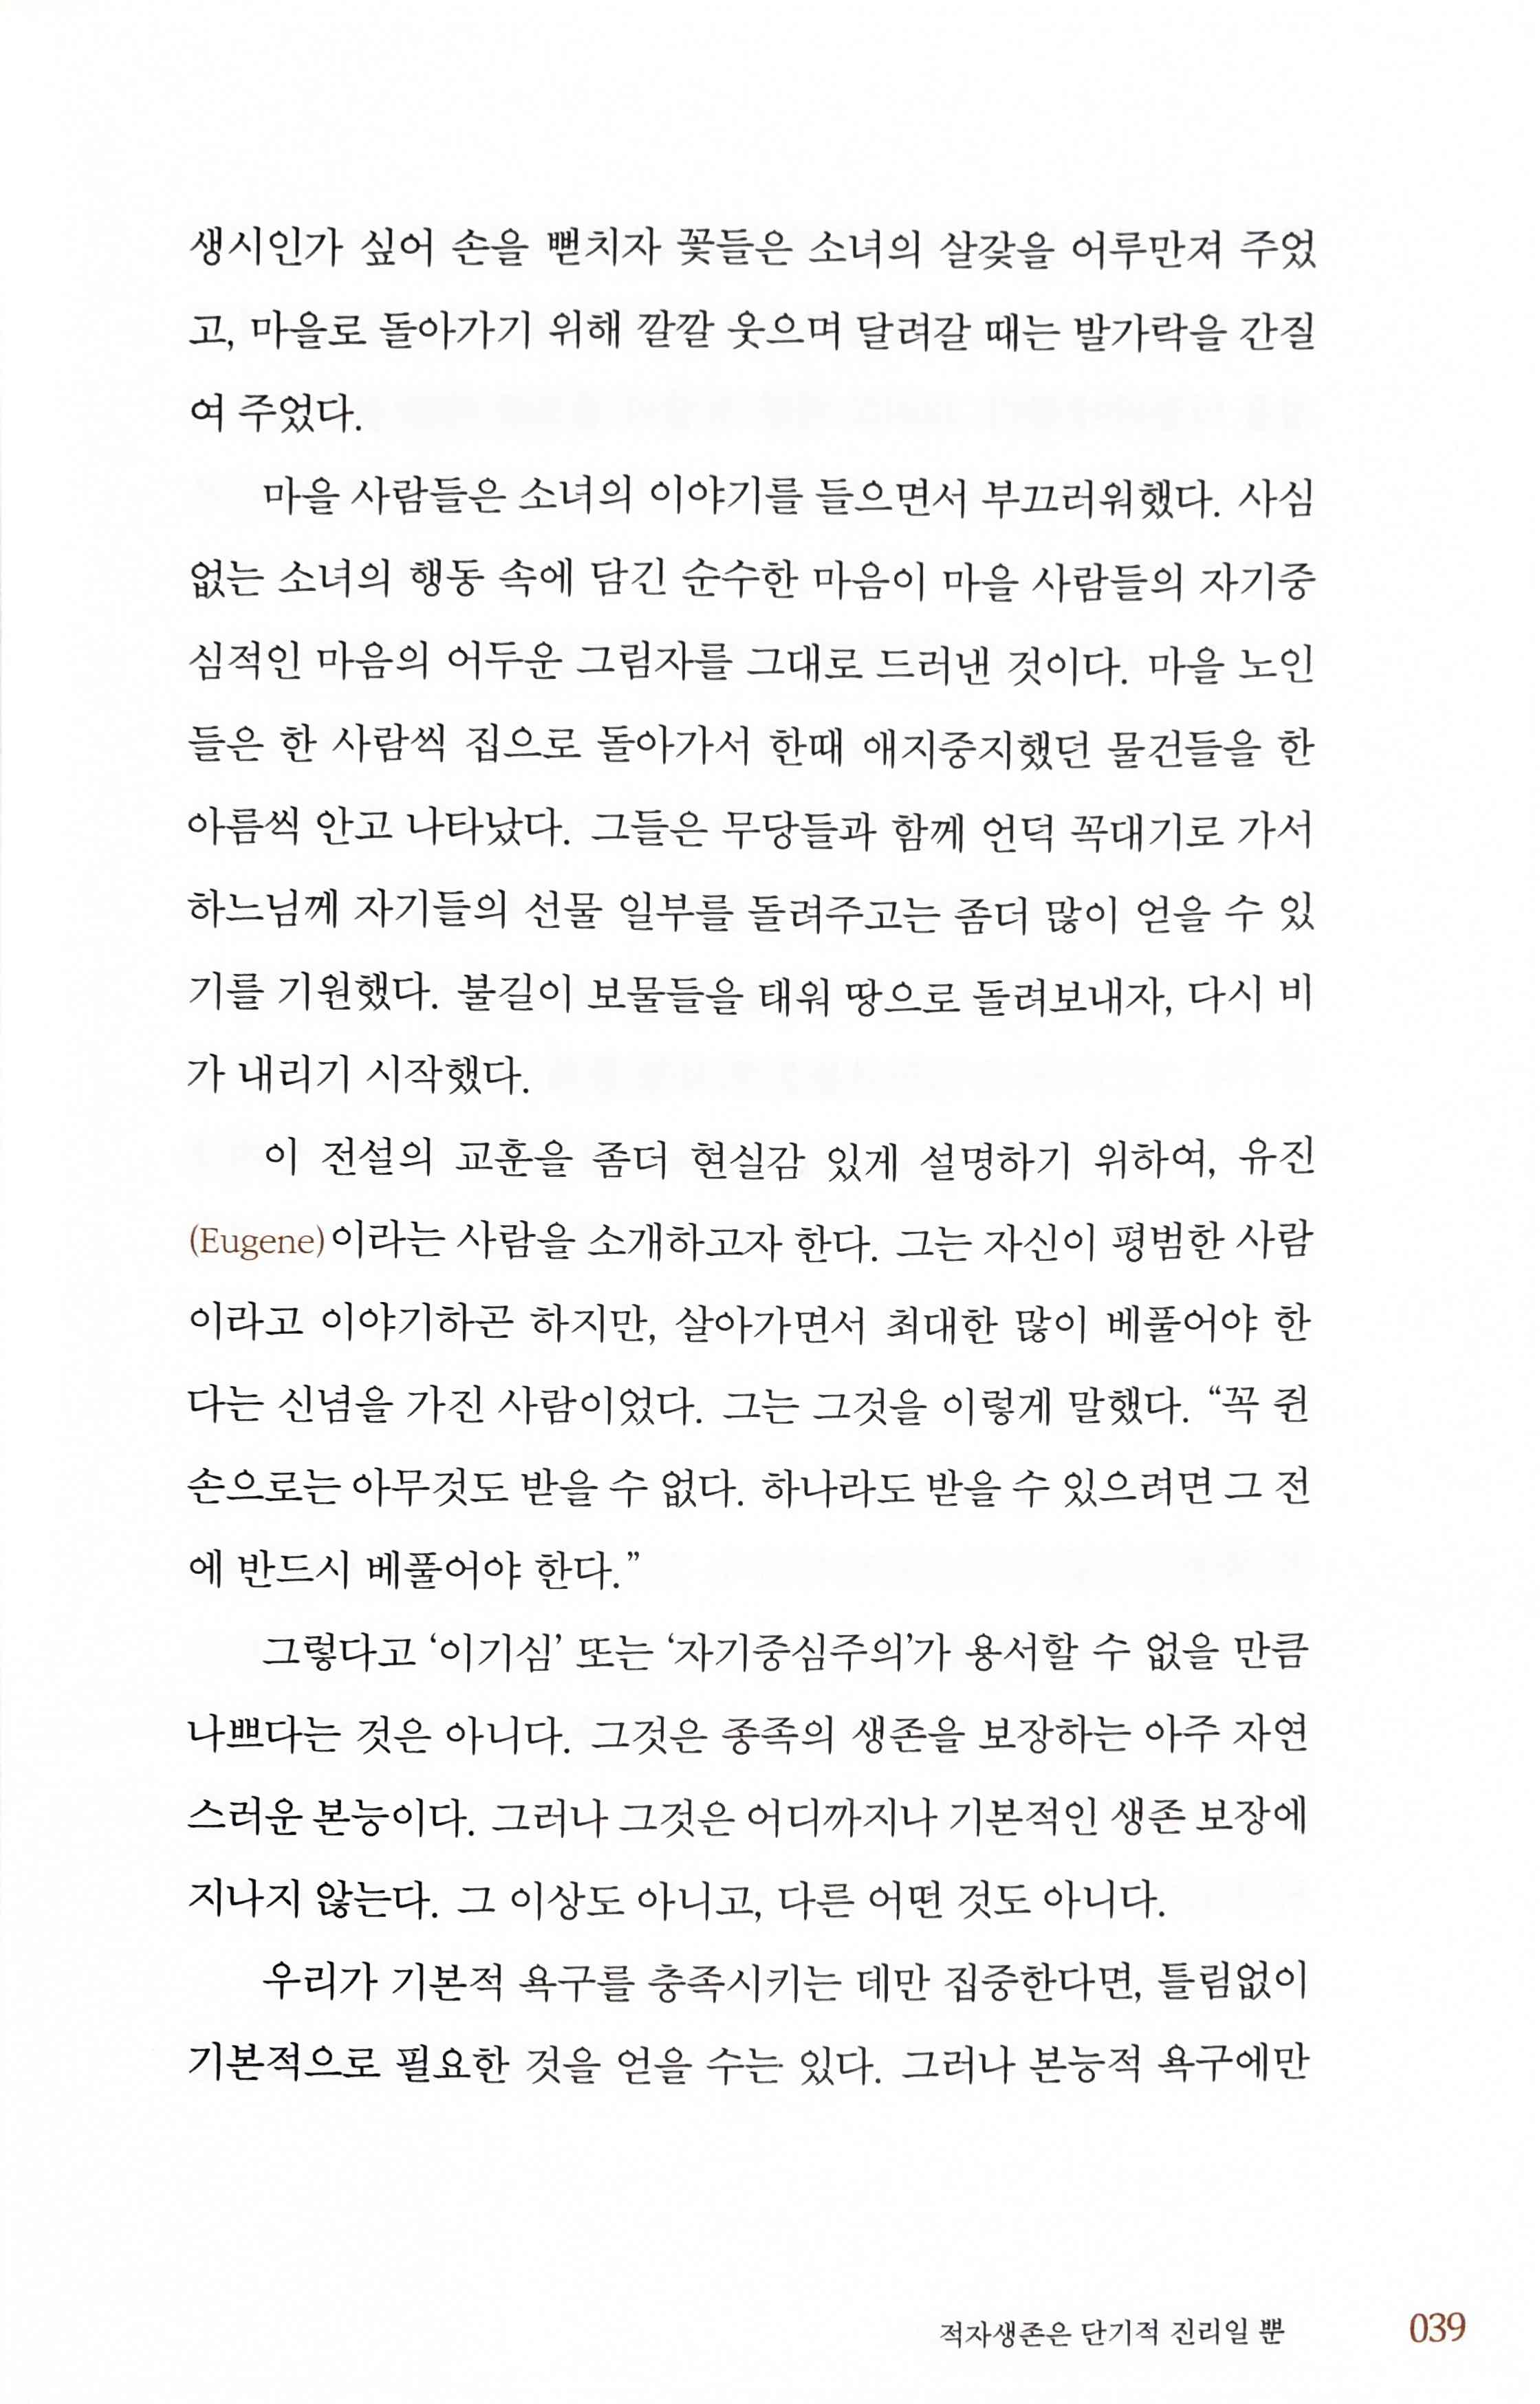 생시인가 싶어 손을 뻗치자 꽃들은 소녀의 살갗을 어루만져 주었
고, 마을로 돌아가기 위해 깔깔 웃으며 달려갈 때는 발가락을 간질
여 주었다.
마을 사람들은 소녀의 이야기를 들으면서 부끄러워했다. 사심
없는 소녀의 행동 속에 담긴 순수한 마음이 마을 사람들의 자기중
심적인 마음의 어두운 그림자를 그대로 드러낸 것이다. 마을 노인
들은 한 사람씩 집으로 돌아가서 한때 애지중지했던 물건들을 한
아름씩 안고 나타났다. 그들은 무당들과 함께 언덕 꼭대기로 가서
하느님께 자기들의 선물 일부를 돌려주고는 좀더 많이 얻을 수 있
기를 기원했다. 불길이 보물들을 태워 땅으로 돌려보내자, 다시 비
가 내리기 시작했다.
이 전설의 교훈을 좀더 현실감 있게 설명하기 위하여, 유진
(Eugene)이라는 사람을 소개하고자 한다. 그는 자신이 평범한 사람
이라고 이야기하곤 하지만, 살아가면서 최대한 많이 베풀어야 한
다는 신념을 가진 사람이었다. 그는 그것을 이렇게 말했다. “꼭 쥔
손으로는 아무것도 받을 수 없다. 하나라도 받을 수 있으려면 그 전
에 반드시 베풀어야 한다.”
그렇다고 ‘이기심’ 또는 ‘자기중심주의’가 용서할 수 없을 만큼
나쁘다는 것은 아니다. 그것은 종족의 생존을 보장하는 아주 자연
스러운 본능이다. 그러나 그것은 어디까지나 기본적인 생존 보장에
지나지 않는다. 그 이상도 아니고, 다른 어떤 것도 아니다.
우리가 기본적 욕구를 충족시키는 데만 집중한다면, 틀림없이
기본적으로 필요한 것을 얻을 수는 있다. 그러나 본능적 욕구에만
적자생존은 단기적 진리일 뿐 039